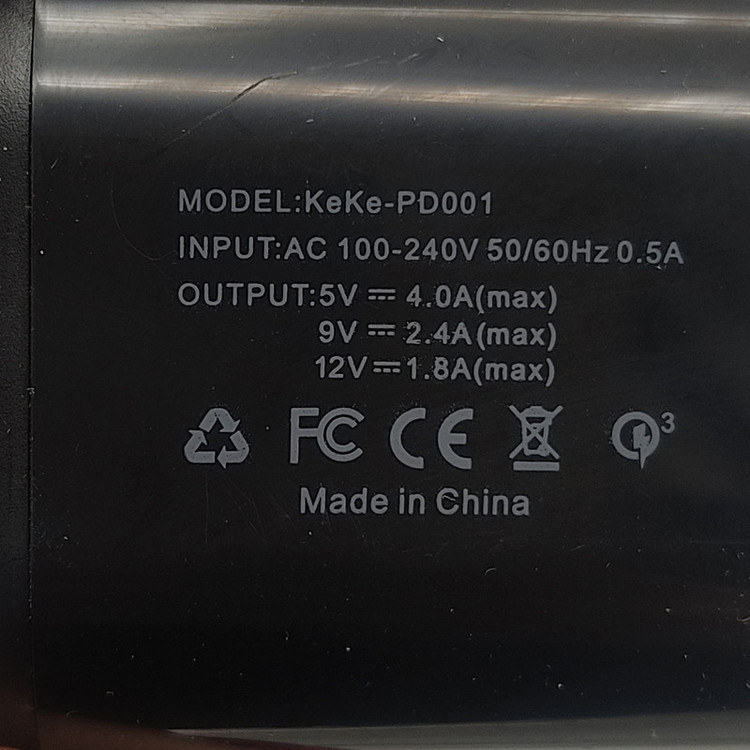 MODEL:KeKe-PD001
INPUT:AC 100-240V 50/60Hz 0.5A
OUTPUT:5V ⎓ 4.0A(max)
9V ⎓ 2.4A(max)
12V⎓1.8A(max)
FC CE Q3
Made in China